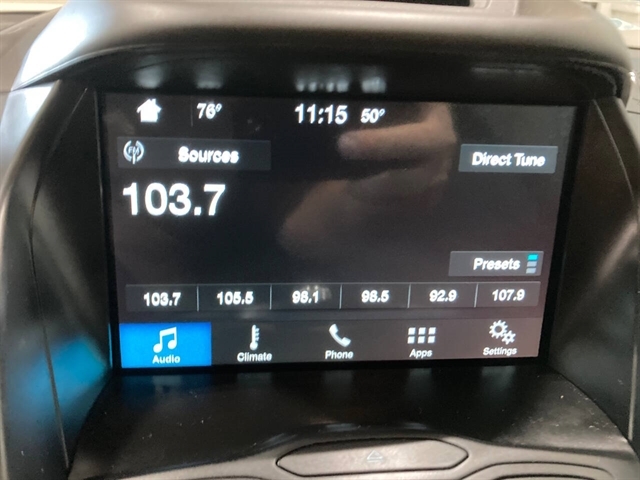 76° 11:15 50°
FM Sources Direct Tune
103.7
Presets
103.7 105.5 98.1 98.5 92.9 107.9
Audio Climate Phone Apps Settings